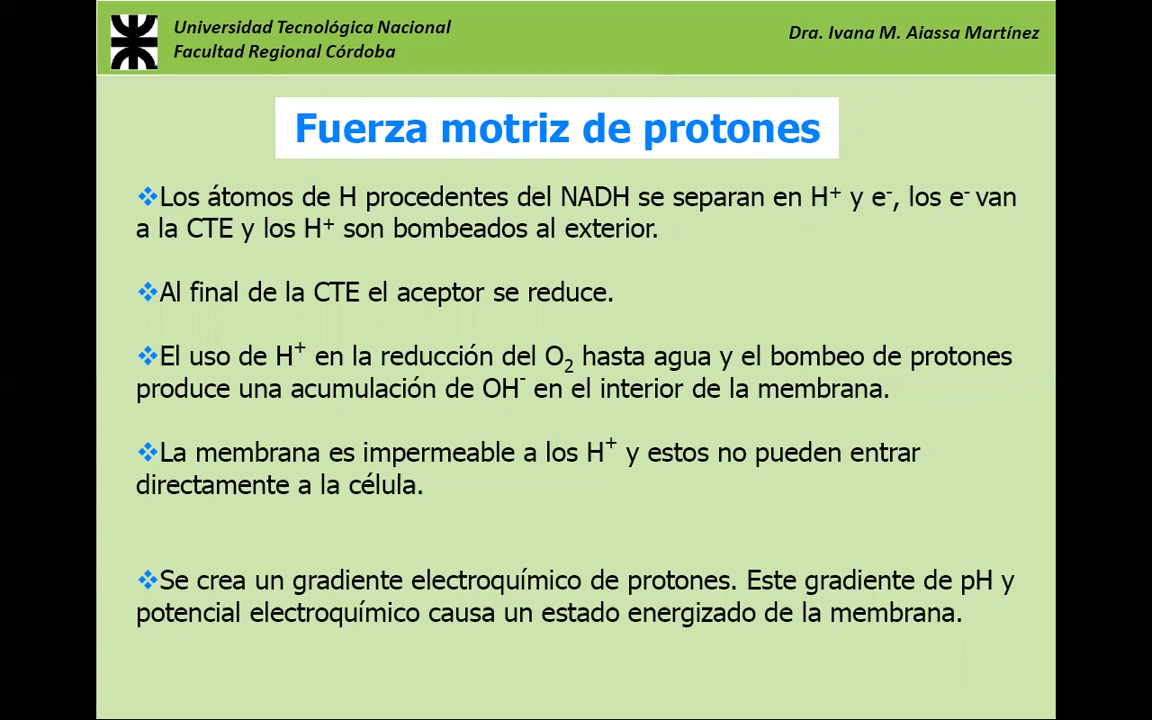 Universidad Tecnológica Nacional
Facultad Regional Córdoba
Dra. Ivana M. Aiassa Martínez
Fuerza motriz de protones
❖Los átomos de H procedentes del NADH se separan en H⁺ y e⁻, los e⁻ van
a la CTE y los H⁺ son bombeados al exterior.
❖Al final de la CTE el aceptor se reduce.
❖El uso de H⁺ en la reducción del O₂ hasta agua y el bombeo de protones
produce una acumulación de OH⁻ en el interior de la membrana.
❖La membrana es impermeable a los H⁺ y estos no pueden entrar
directamente a la célula.
❖Se crea un gradiente electroquímico de protones. Este gradiente de pH y
potencial electroquímico causa un estado energizado de la membrana.